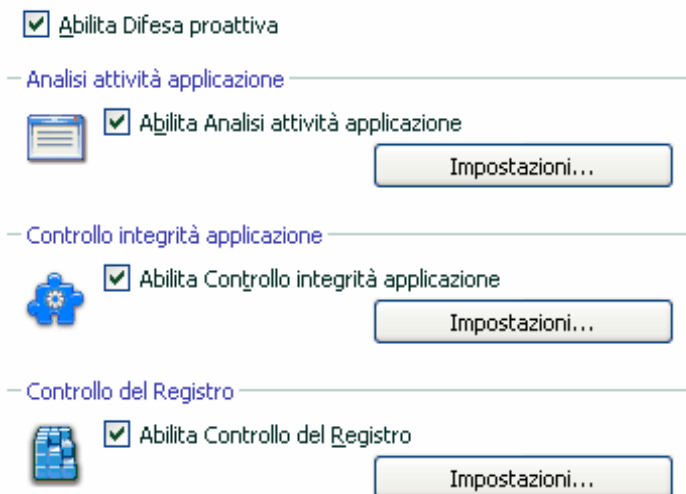 Abilita Difesa proattiva
Analisi attività applicazione
Abilita Analisi attività applicazione
Impostazioni...
Controllo integrità applicazione
Abilita Controllo integrità applicazione
Impostazioni...
Controllo del Registro
Abilita Controllo del Registro
Impostazioni...